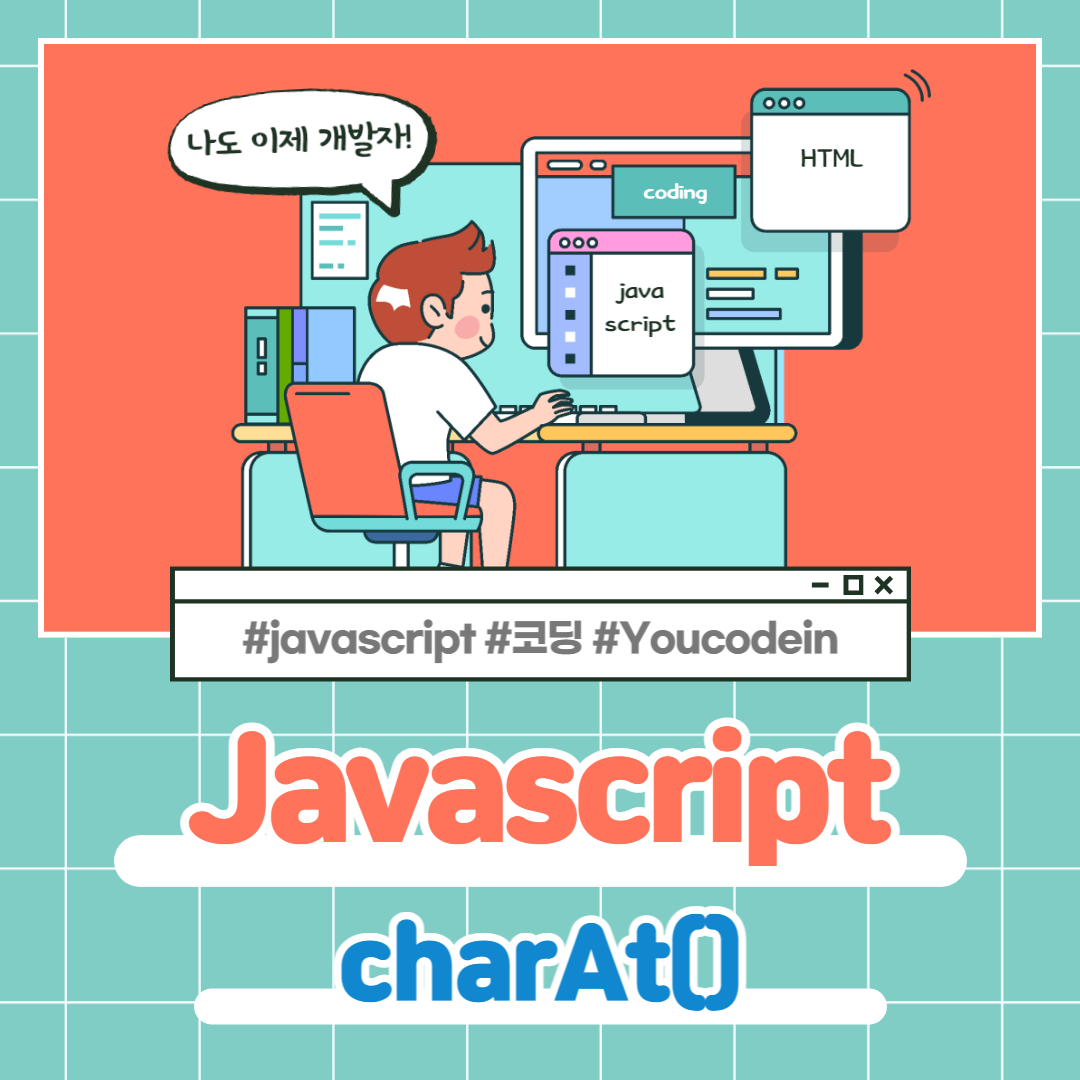 나도 이제 개발자!
HTML
coding
java
script
#javascript #코딩 #Youcodein
Javascript
charAt()